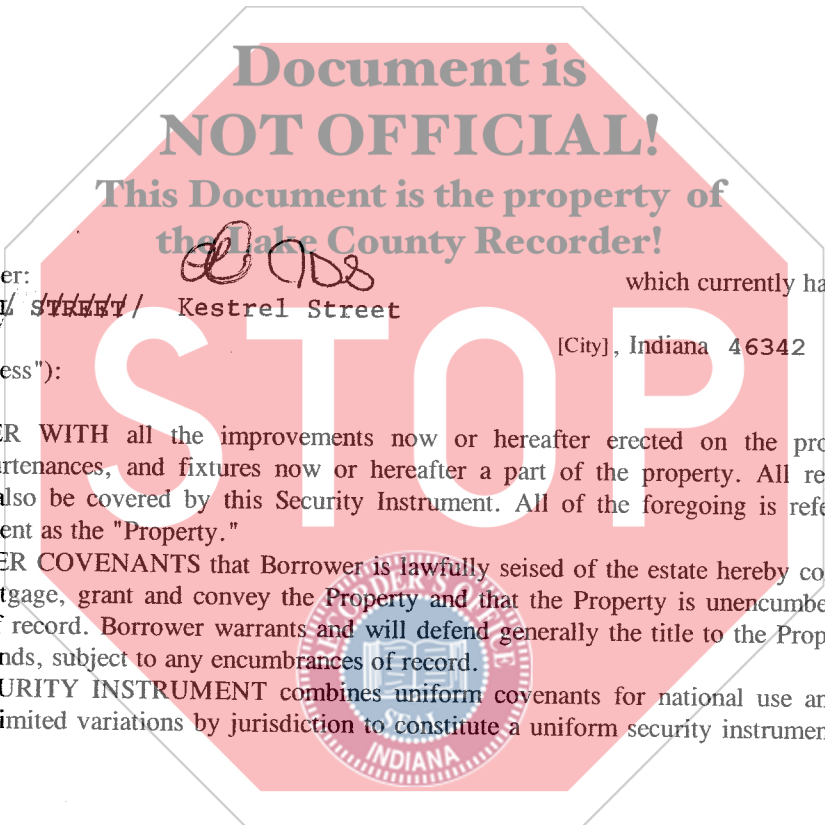 Document is
NOT OFFICIAL!
This Document is the property of
the Lake County Recorder!
er:
which currently ha
L STREET/ Kestrel Street
[City], Indiana 46342
ess"):
STOP
ER WITH all the improvements now or hereafter erected on the pro
rtenances, and fixtures now or hereafter a part of the property. All re
also be covered by this Security Instrument. All of the foregoing is refe
ent as the "Property."
ER COVENANTS that Borrower is lawfully seised of the estate hereby co
tgage, grant and convey the Property and that the Property is unencumbe
f record. Borrower warrants and will defend generally the title to the Prop
nds, subject to any encumbrances of record.
URITY INSTRUMENT combines uniform covenants for national use an
imited variations by jurisdiction to constitute a uniform security instrumen
INDIANA